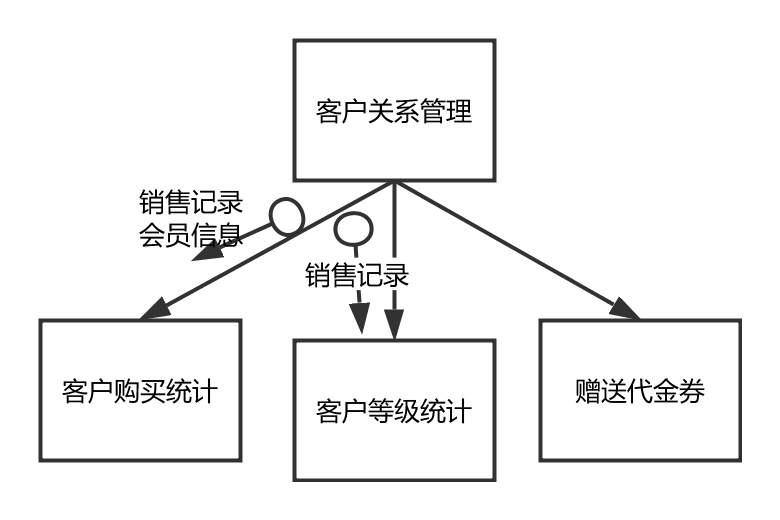 客户关系管理
销售记录
会员信息
销售记录
客户购买统计
客户等级统计
赠送代金券